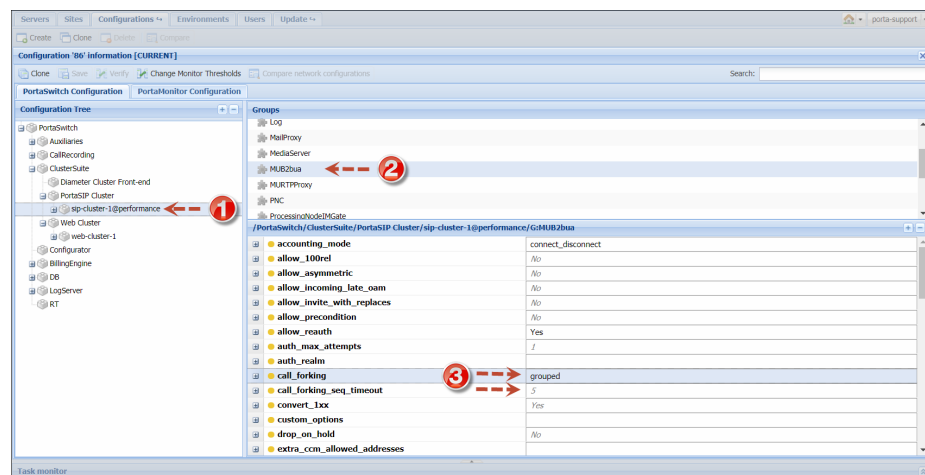 Servers Sites Configurations Environments Users Update porta-support
Create Clone Delete Compare
Configuration '86' information [CURRENT]
Clone Save Verify Change Monitor Thresholds Compare network configurations Search:
PortaSwitch Configuration PortaMonitor Configuration
Configuration Tree
PortaSwitch
Auxiliaries
CallRecording
ClusterSuite
Diameter Cluster Front-end
PortaSIP Cluster
sip-cluster-1@performance 1
Web Cluster
web-cluster-1
Configurator
BillingEngine
DB
LogServer
RT
Groups
Log
MailProxy
MediaServer
MUB2bua 2
MURTPProxy
PNC
ProcessingNodeIMGate
/PortaSwitch/ClusterSuite/PortaSIP Cluster/sip-cluster-1@performance/G:MUB2bua
accounting_mode connect_disconnect
allow_100rel No
allow_asymmetric No
allow_incoming_late_oam No
allow_invite_with_replaces No
allow_precondition No
allow_reauth Yes
auth_max_attempts 1
auth_realm
call_forking 3 grouped
call_forking_seq_timeout 5
convert_1xx Yes
custom_options
drop_on_hold No
extra_ccm_allowed_addresses
Task monitor